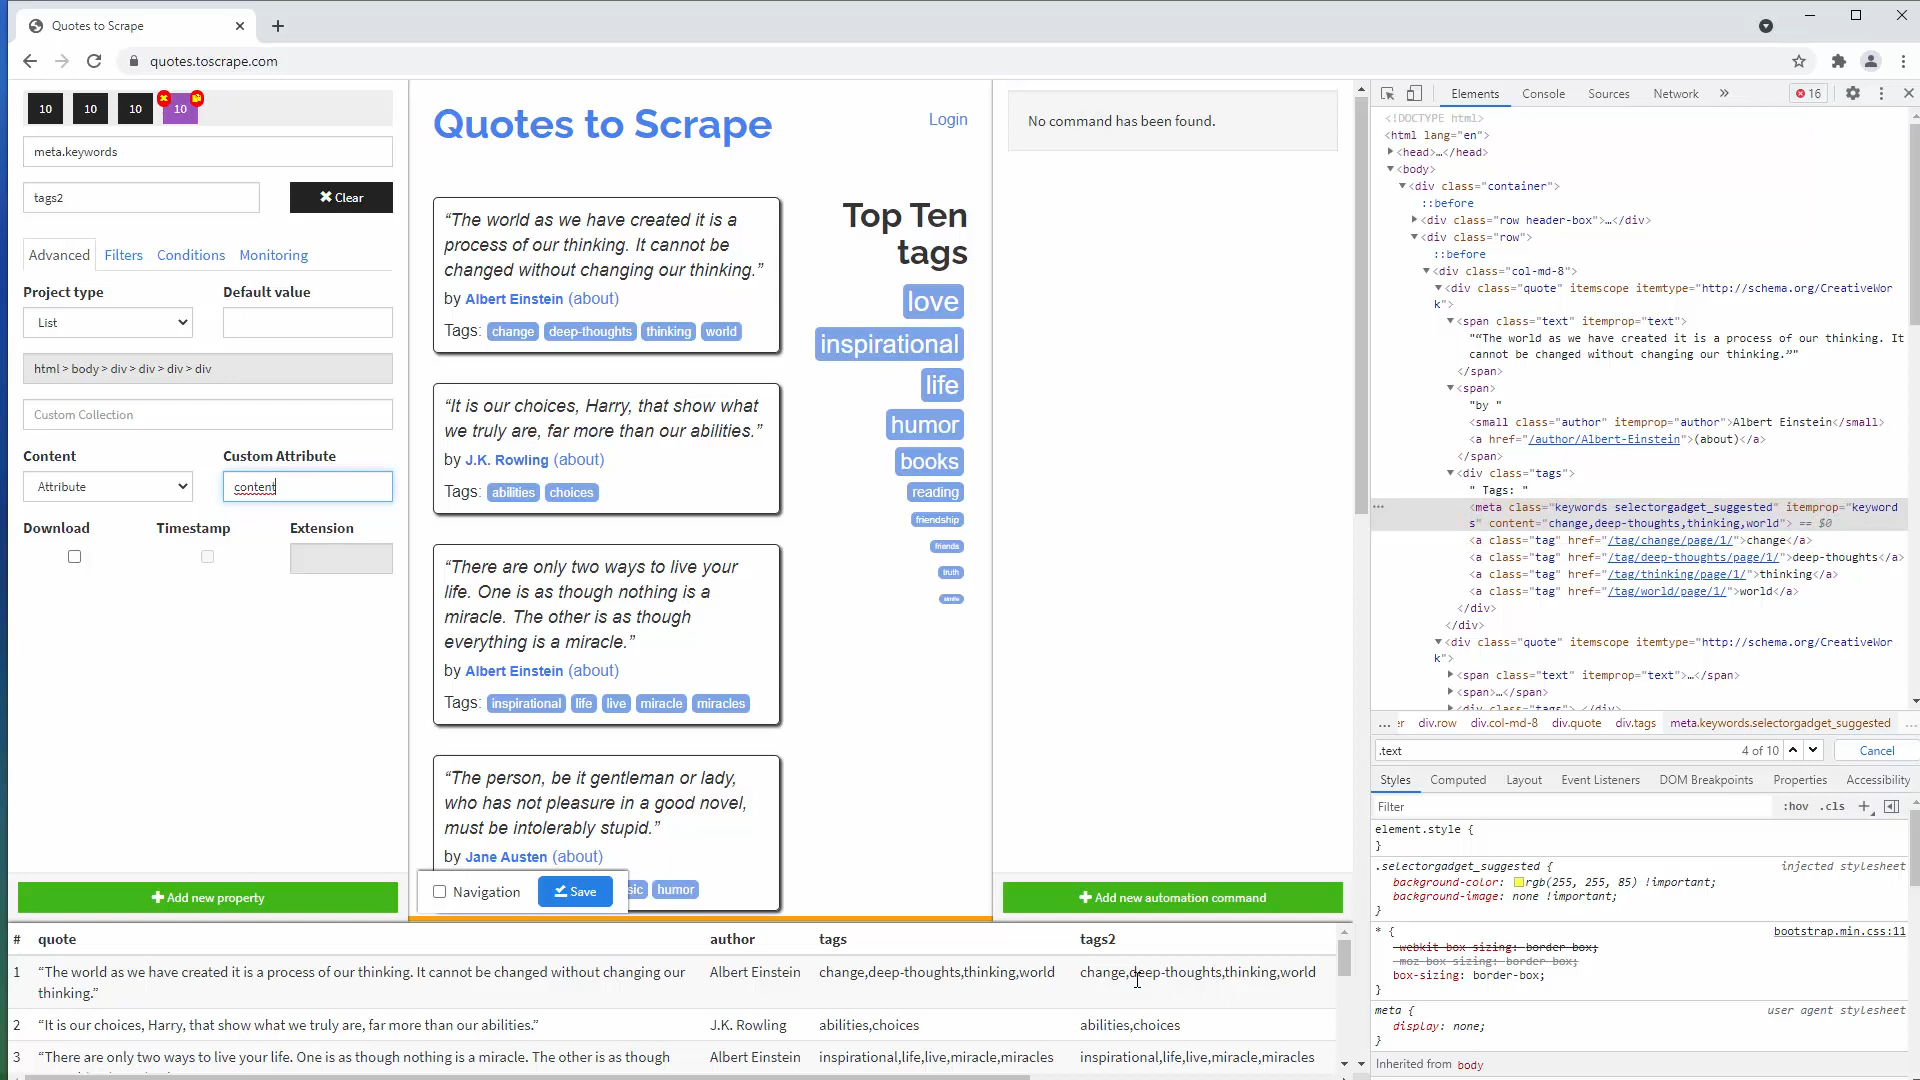 Quotes to Scrape
quotes.toscrape.com
10 10 10 10
meta.keywords
tags2
Clear
Advanced Filters Conditions Monitoring
Project type Default value
List
html > body > div > div > div > div
Custom Collection
Content Custom Attribute
Attribute content
Download Timestamp Extension
Add new property
Quotes to Scrape
Login
“The world as we have created it is a
process of our thinking. It cannot be
changed without changing our thinking.”
by Albert Einstein (about)
Tags: change deep-thoughts thinking world
“It is our choices, Harry, that show what
we truly are, far more than our abilities.”
by J.K. Rowling (about)
Tags: abilities choices
“There are only two ways to live your
life. One is as though nothing is a
miracle. The other is as though
everything is a miracle.”
by Albert Einstein (about)
Tags: inspirational life live miracle miracles
“The person, be it gentleman or lady,
who has not pleasure in a good novel,
must be intolerably stupid.”
by Jane Austen (about)
sic humor
Navigation Save
Top Ten
tags
love
inspirational
life
humor
books
reading
friendship
friends
truth
simile
No command has been found.
Add new automation command
# quote author tags tags2
1 “The world as we have created it is a process of our thinking. It cannot be changed without changing our Albert Einstein change,deep-thoughts,thinking,world change,deep-thoughts,thinking,world
thinking.”
2 “It is our choices, Harry, that show what we truly are, far more than our abilities.” J.K. Rowling abilities,choices abilities,choices
3 “There are only two ways to live your life. One is as though nothing is a miracle. The other is as though Albert Einstein inspirational,life,live,miracle,miracles inspirational,life,live,miracle,miracles
Elements Console Sources Network » 16
<!DOCTYPE html>
<html lang="en">
<head>…</head>
<body>
<div class="container">
::before
<div class="row header-box">…</div>
<div class="row">
::before
<div class="col-md-8">
<div class="quote" itemscope itemtype="http://schema.org/CreativeWor
k">
<span class="text" itemprop="text">
"“The world as we have created it is a process of our thinking. It
cannot be changed without changing our thinking.”"
</span>
<span>
"by "
<small class="author" itemprop="author">Albert Einstein</small>
<a href="/author/Albert-Einstein">(about)</a>
</span>
<div class="tags">
" Tags: "
<meta class="keywords selectorgadget_suggested" itemprop="keyword
s" content="change,deep-thoughts,thinking,world"> == $0
<a class="tag" href="/tag/change/page/1/">change</a>
<a class="tag" href="/tag/deep-thoughts/page/1/">deep-thoughts</a>
<a class="tag" href="/tag/thinking/page/1/">thinking</a>
<a class="tag" href="/tag/world/page/1/">world</a>
</div>
</div>
<div class="quote" itemscope itemtype="http://schema.org/CreativeWor
k">
<span class="text" itemprop="text">…</span>
<span>…</span>
<div class="tags">…</div>
... er div.row div.col-md-8 div.quote div.tags meta.keywords.selectorgadget_suggested ...
.text 4 of 10 Cancel
Styles Computed Layout Event Listeners DOM Breakpoints Properties Accessibility
Filter :hov .cls +
element.style {
}
.selectorgadget_suggested { injected stylesheet
background-color: rgb(255, 255, 85) !important;
background-image: none !important;
}
* { bootstrap.min.css:11
-webkit-box-sizing: border-box;
-moz-box-sizing: border-box;
box-sizing: border-box;
}
meta { user agent stylesheet
display: none;
}
Inherited from body